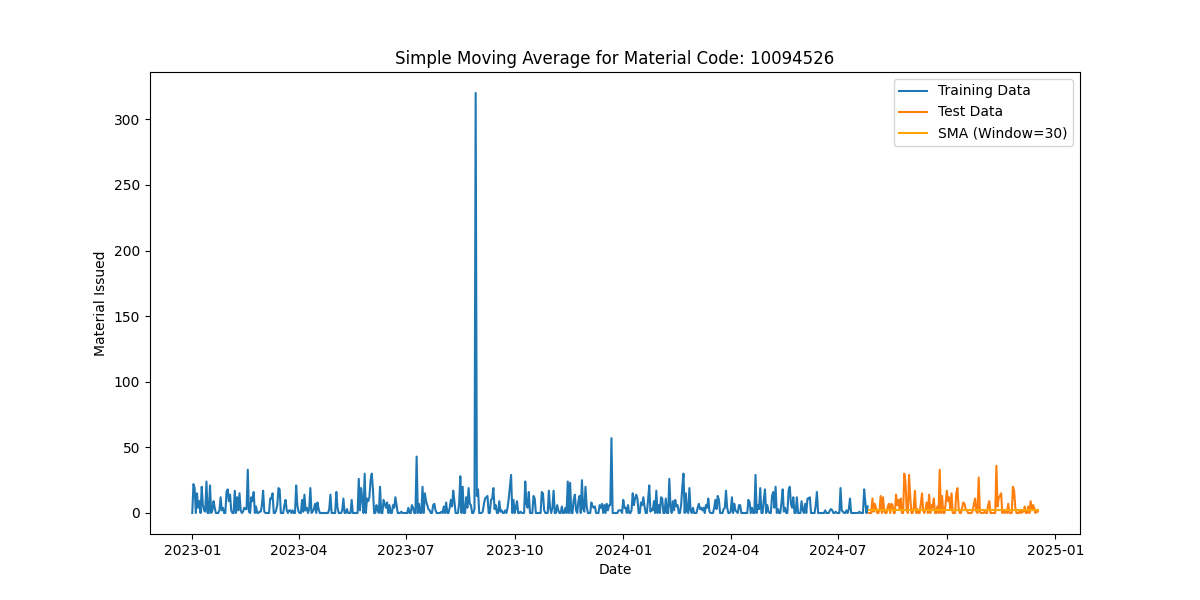 Simple Moving Average for Material Code: 10094526
Training Data
Test Data
SMA (Window=30)
Material Issued
300
250
200
150
100
50
0
2023-01 2023-04 2023-07 2023-10 2024-01 2024-04 2024-07 2024-10 2025-01
Date